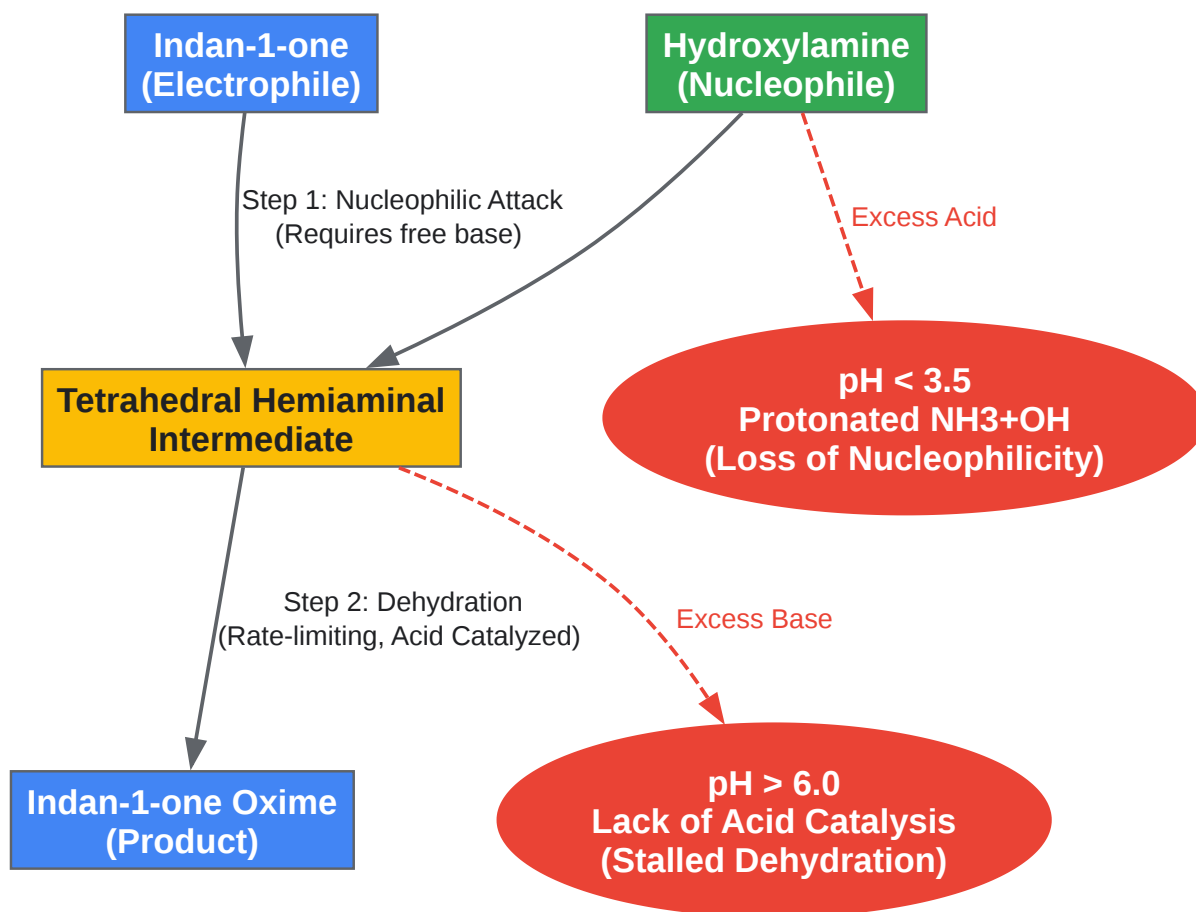 Indan-1-one
(Electrophile)
Hydroxylamine
(Nucleophile)
Step 1: Nucleophilic Attack
(Requires free base)
Excess Acid
pH < 3.5
Protonated NH3+OH
(Loss of Nucleophilicity)
Tetrahedral Hemiaminal
Intermediate
Step 2: Dehydration
(Rate-limiting, Acid Catalyzed)
Excess Base
Indan-1-one Oxime
(Product)
pH > 6.0
Lack of Acid Catalysis
(Stalled Dehydration)